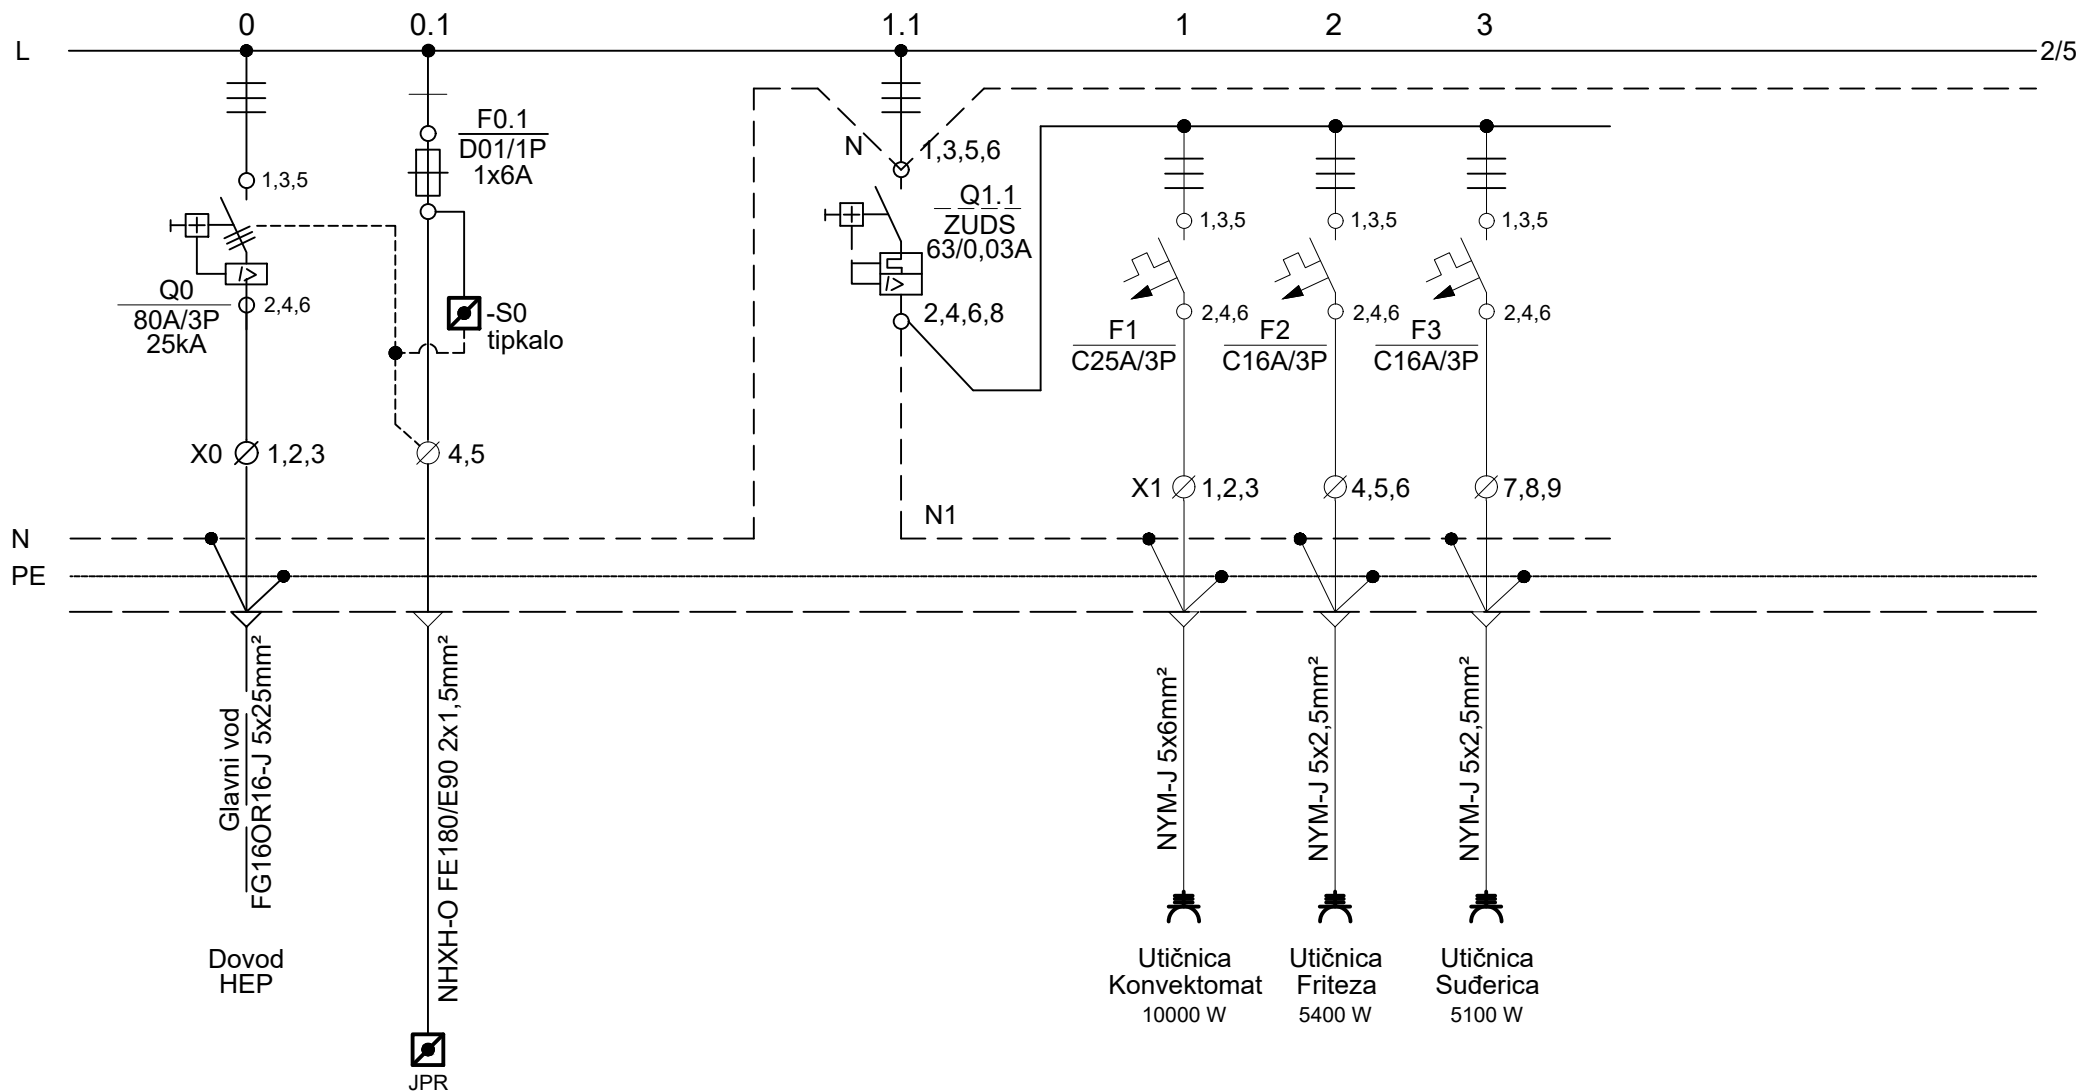 0
0.1
1.1
1
2
3
L
2/5
F0.1
D01/1P
1x6A
1,3,5
Q0
80A/3P
25kA
2,4,6
I>
-S0
tipkalo
X0
1,2,3
4,5
N
1,3,5,6
Q1.1
ZUDS
63/0,03A
I>
2,4,6,8
1,3,5
1,3,5
1,3,5
2,4,6
2,4,6
2,4,6
F1
C25A/3P
F2
C16A/3P
F3
C16A/3P
X1
1,2,3
4,5,6
7,8,9
N1
N
PE
Glavni vod
FG16OR16-J 5x25mm²
NHXH-O FE180/E90 2x1,5mm²
NYM-J 5x6mm²
NYM-J 5x2,5mm²
NYM-J 5x2,5mm²
Dovod
HEP
JPR
Utičnica
Konvektomat
10000 W
Utičnica
Friteza
5400 W
Utičnica
Suđerica
5100 W